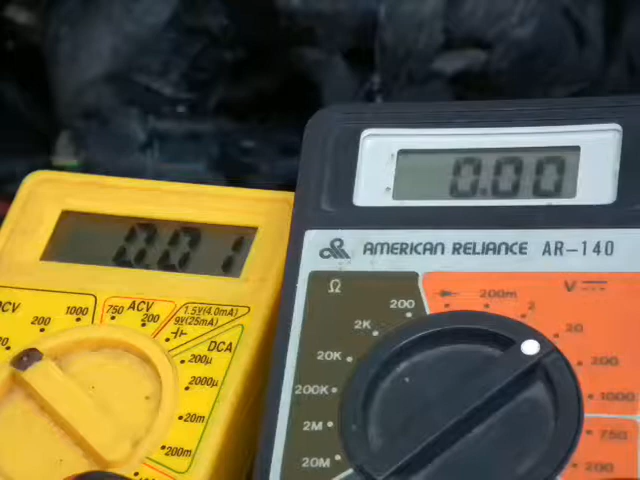 0.01
DCV
1000
200
20
ACV
750
200
1.5V(4.0mA)
9V(25mA)
DCA
200μ
2000μ
20m
200m
0.00
AMERICAN RELIANCE AR-140
Ω
200
2K
20K
200K
2M
20M
200m
2
20
200
1000
V
750
200